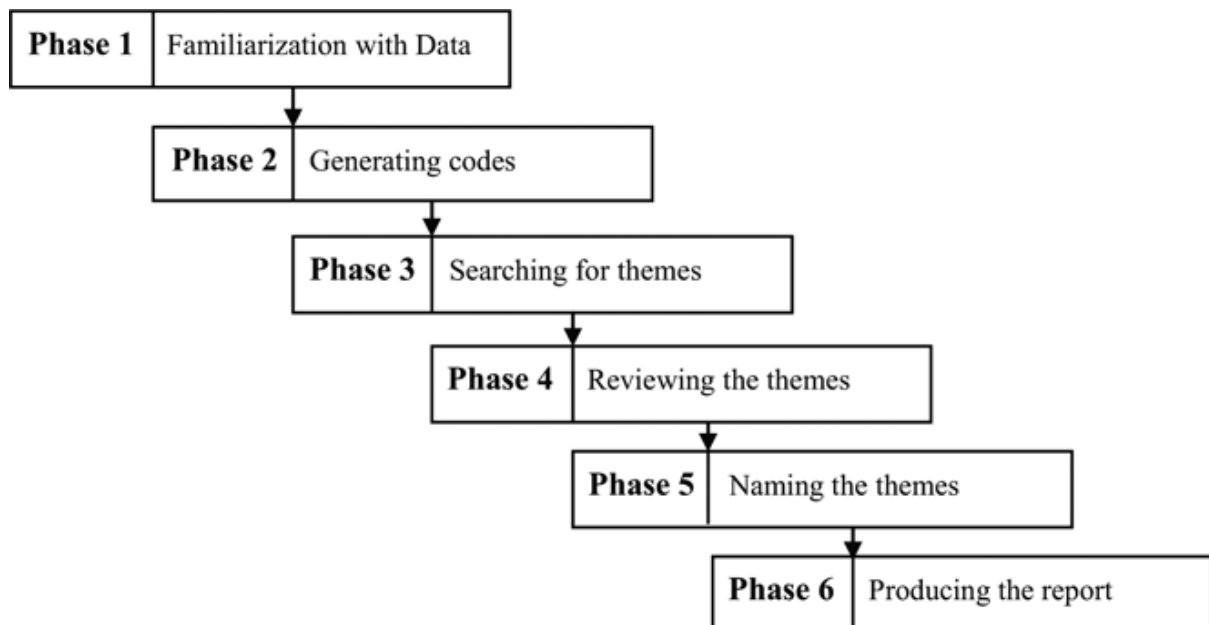 Phase 1 Familiarization with Data
Phase 2 Generating codes
Phase 3 Searching for themes
Phase 4 Reviewing the themes
Phase 5 Naming the themes
Phase 6 Producing the report